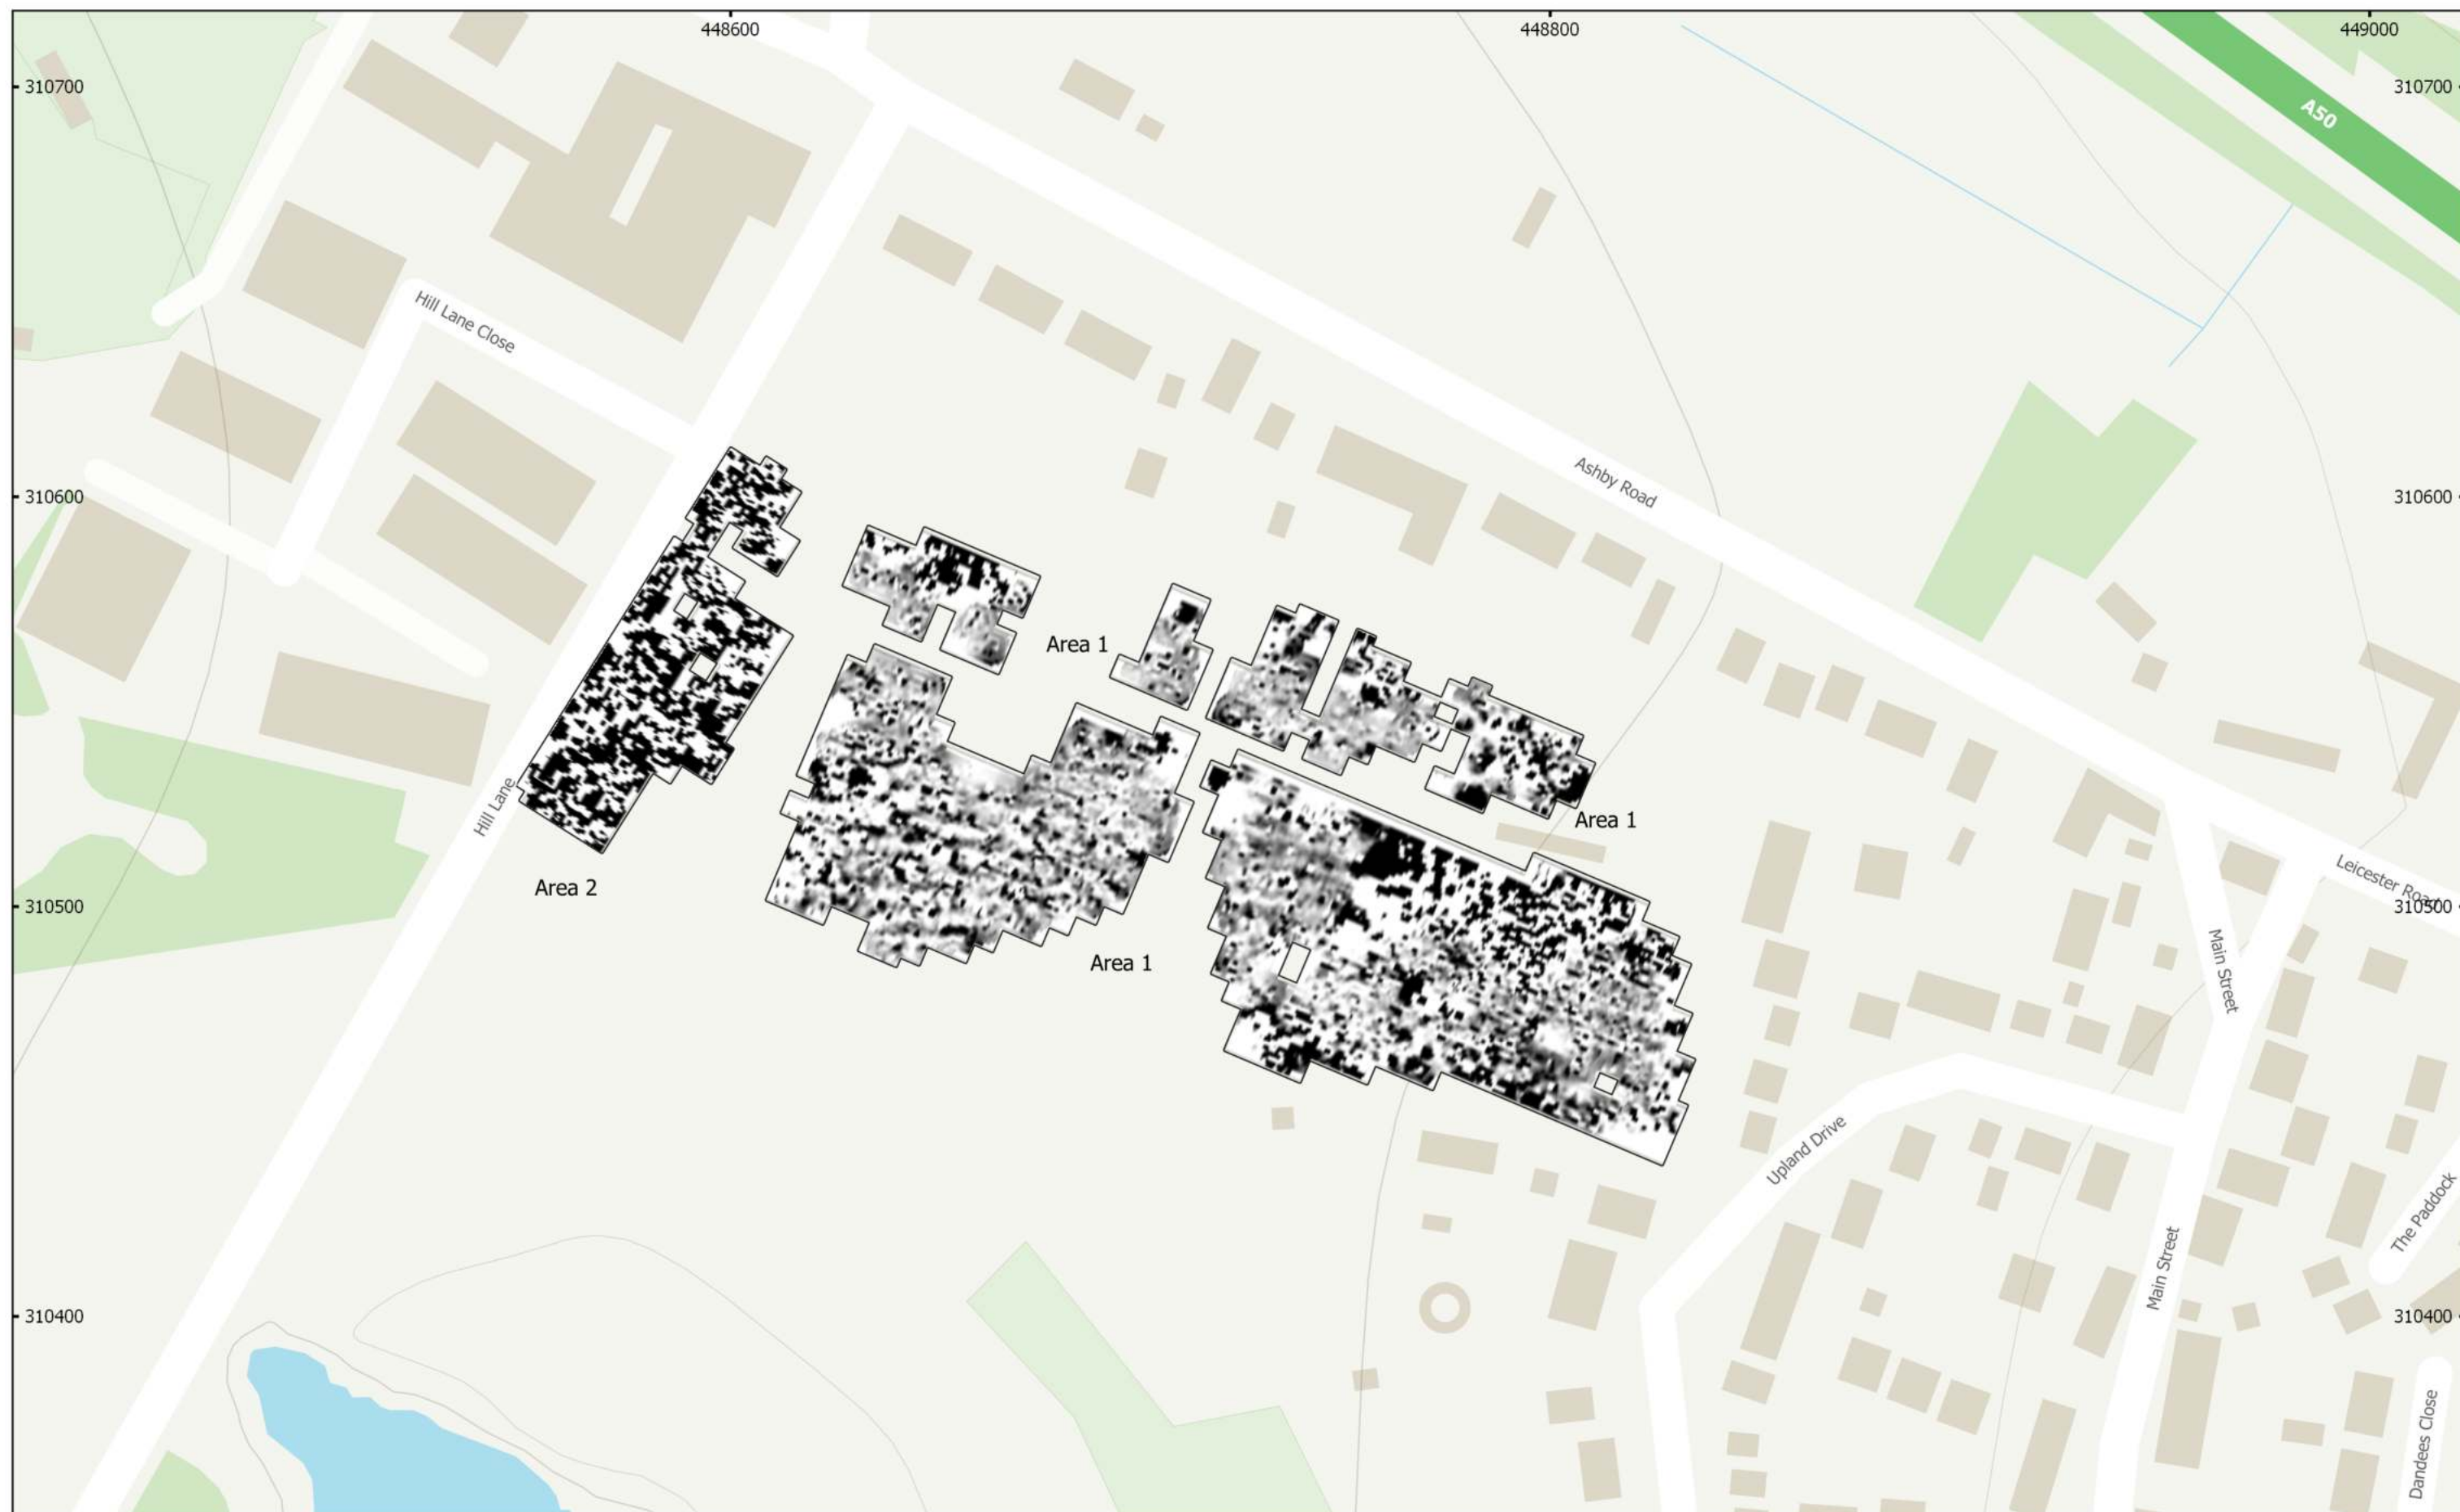 448600
448800
449000
310700
310700
A50
Hill Lane Close
Ashby Road
310600
310600
Area 1
Area 1
Hill Lane
Leicester Road
Area 2
310500
310500
Area 1
Main Street
Upland Drive
The Paddock
Main Street
310400
310400
Dandees Close